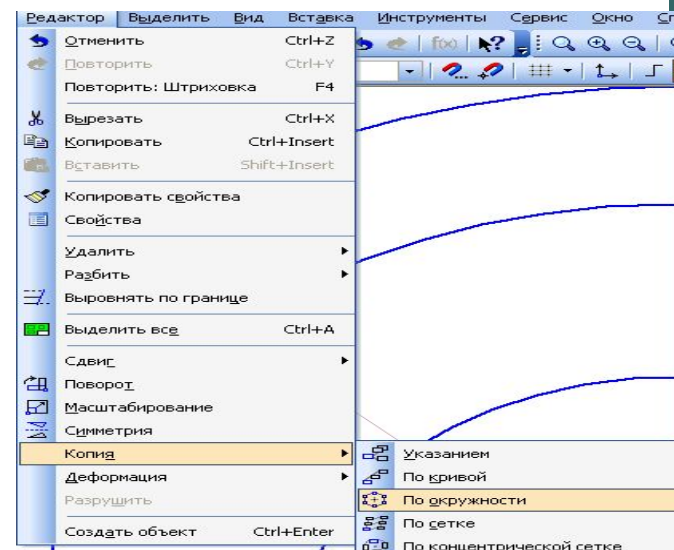 Редактор Выделить Вид Вставка Инструменты Сервис Окно
Отменить Ctrl+Z
Повторить Ctrl+Y
Повторить: Штриховка F4
Вырезать Ctrl+X
Копировать Ctrl+Insert
Вставить Shift+Insert
Копировать свойства
Свойства
Удалить
Разбить
Выровнять по границе
Выделить все Ctrl+A
Сдвиг
Поворот
Масштабирование
Симметрия
Копия
Деформация
Разрушить
Создать объект Ctrl+Enter
f(x)
Указанием
По кривой
По окружности
По сетке
По концентрической сетке